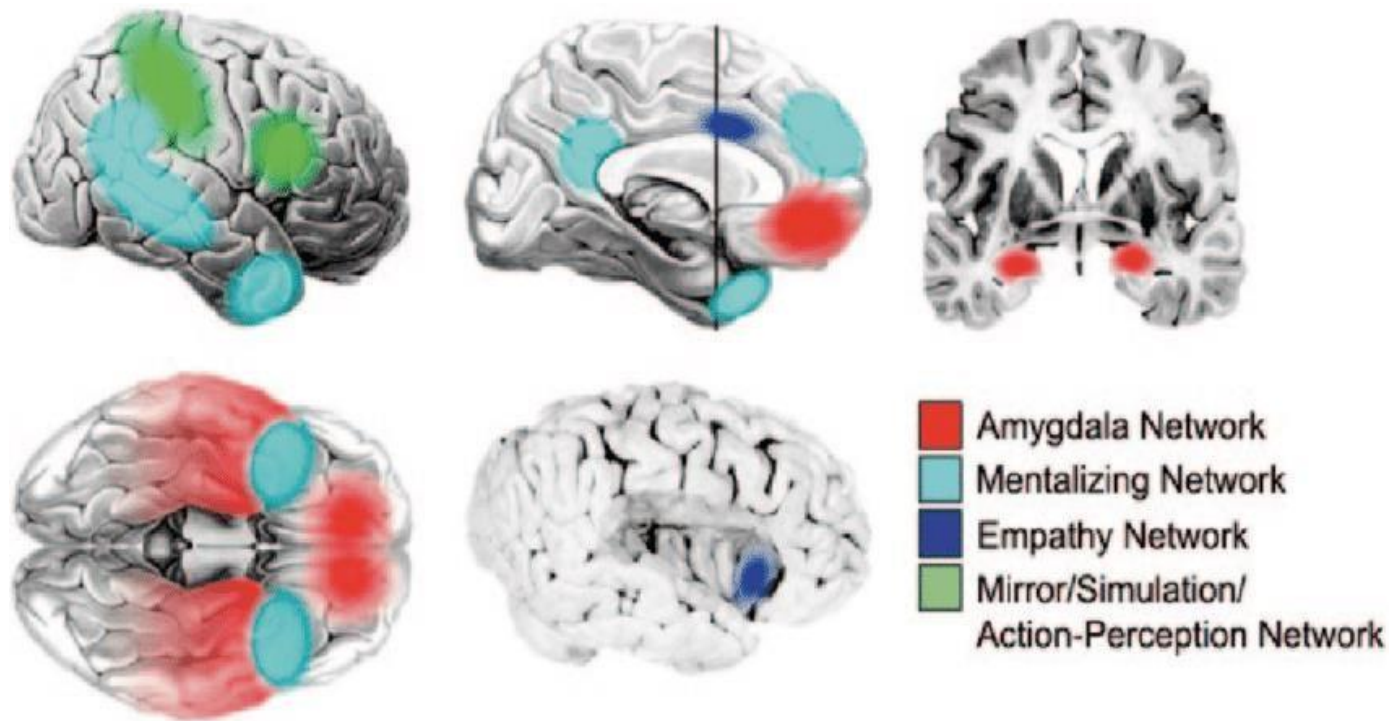 Amygdala Network
Mentalizing Network
Empathy Network
Mirror/Simulation/
Action-Perception Network